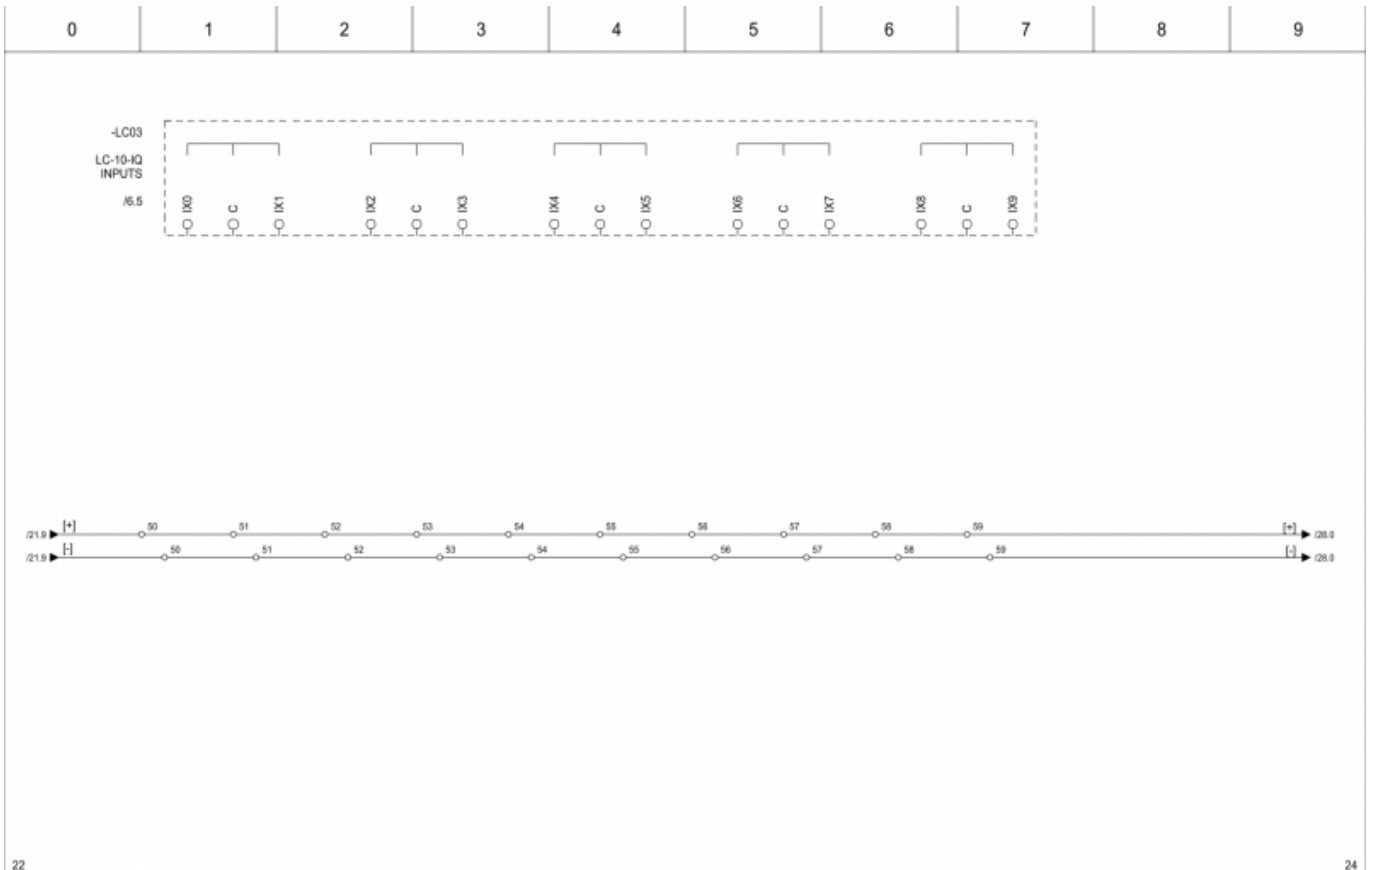 0 1 2 3 4 5 6 7 8 9
-LC03
LC-10-IQ
INPUTS
/6.5
IX0 C IX1 IX2 C IX3 IX4 C IX5 IX6 C IX7 IX8 C IX9
[+] 50 51 52 53 54 55 56 57 58 59 [+]
/21.9 /28.0
[-] 50 51 52 53 54 55 56 57 58 59 [-]
/21.9 /28.0
22 24